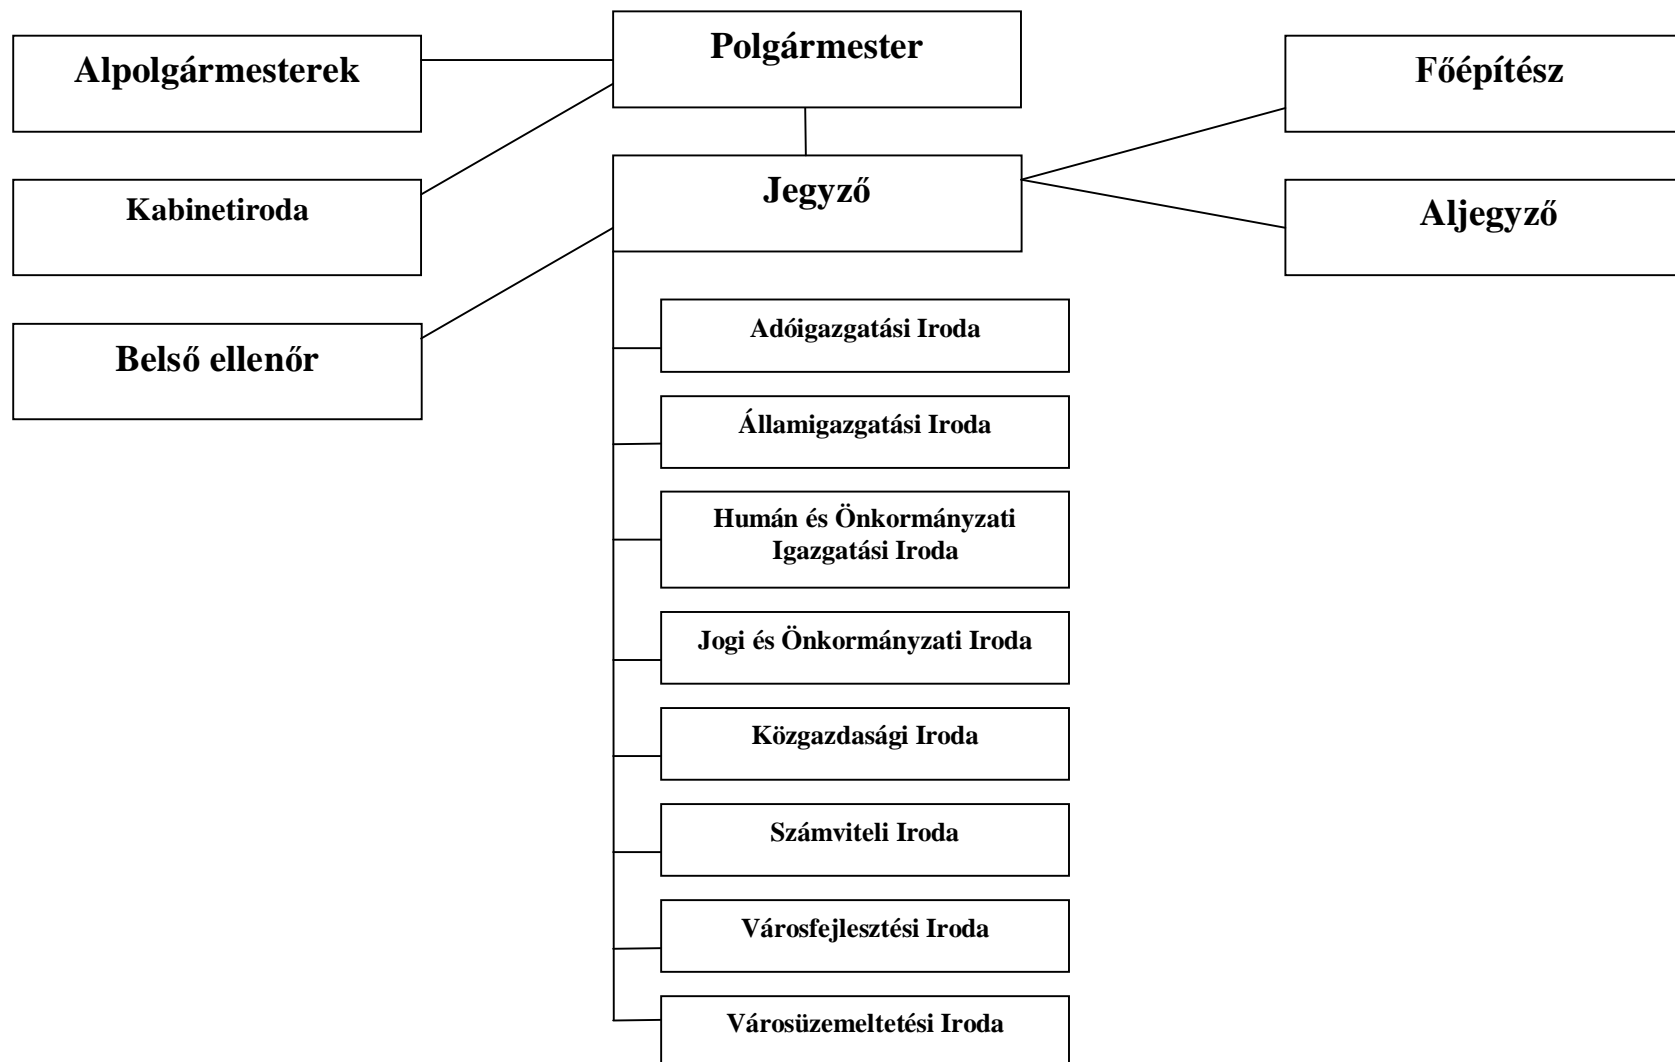 Polgármester
Alpolgármesterek
Főépítész
Jegyző
Kabinetiroda
Aljegyző
Belső ellenőr
Adóigazgatási Iroda
Államigazgatási Iroda
Humán és Önkormányzati
Igazgatási Iroda
Jogi és Önkormányzati Iroda
Közgazdasági Iroda
Számviteli Iroda
Városfejlesztési Iroda
Városüzemeltetési Iroda